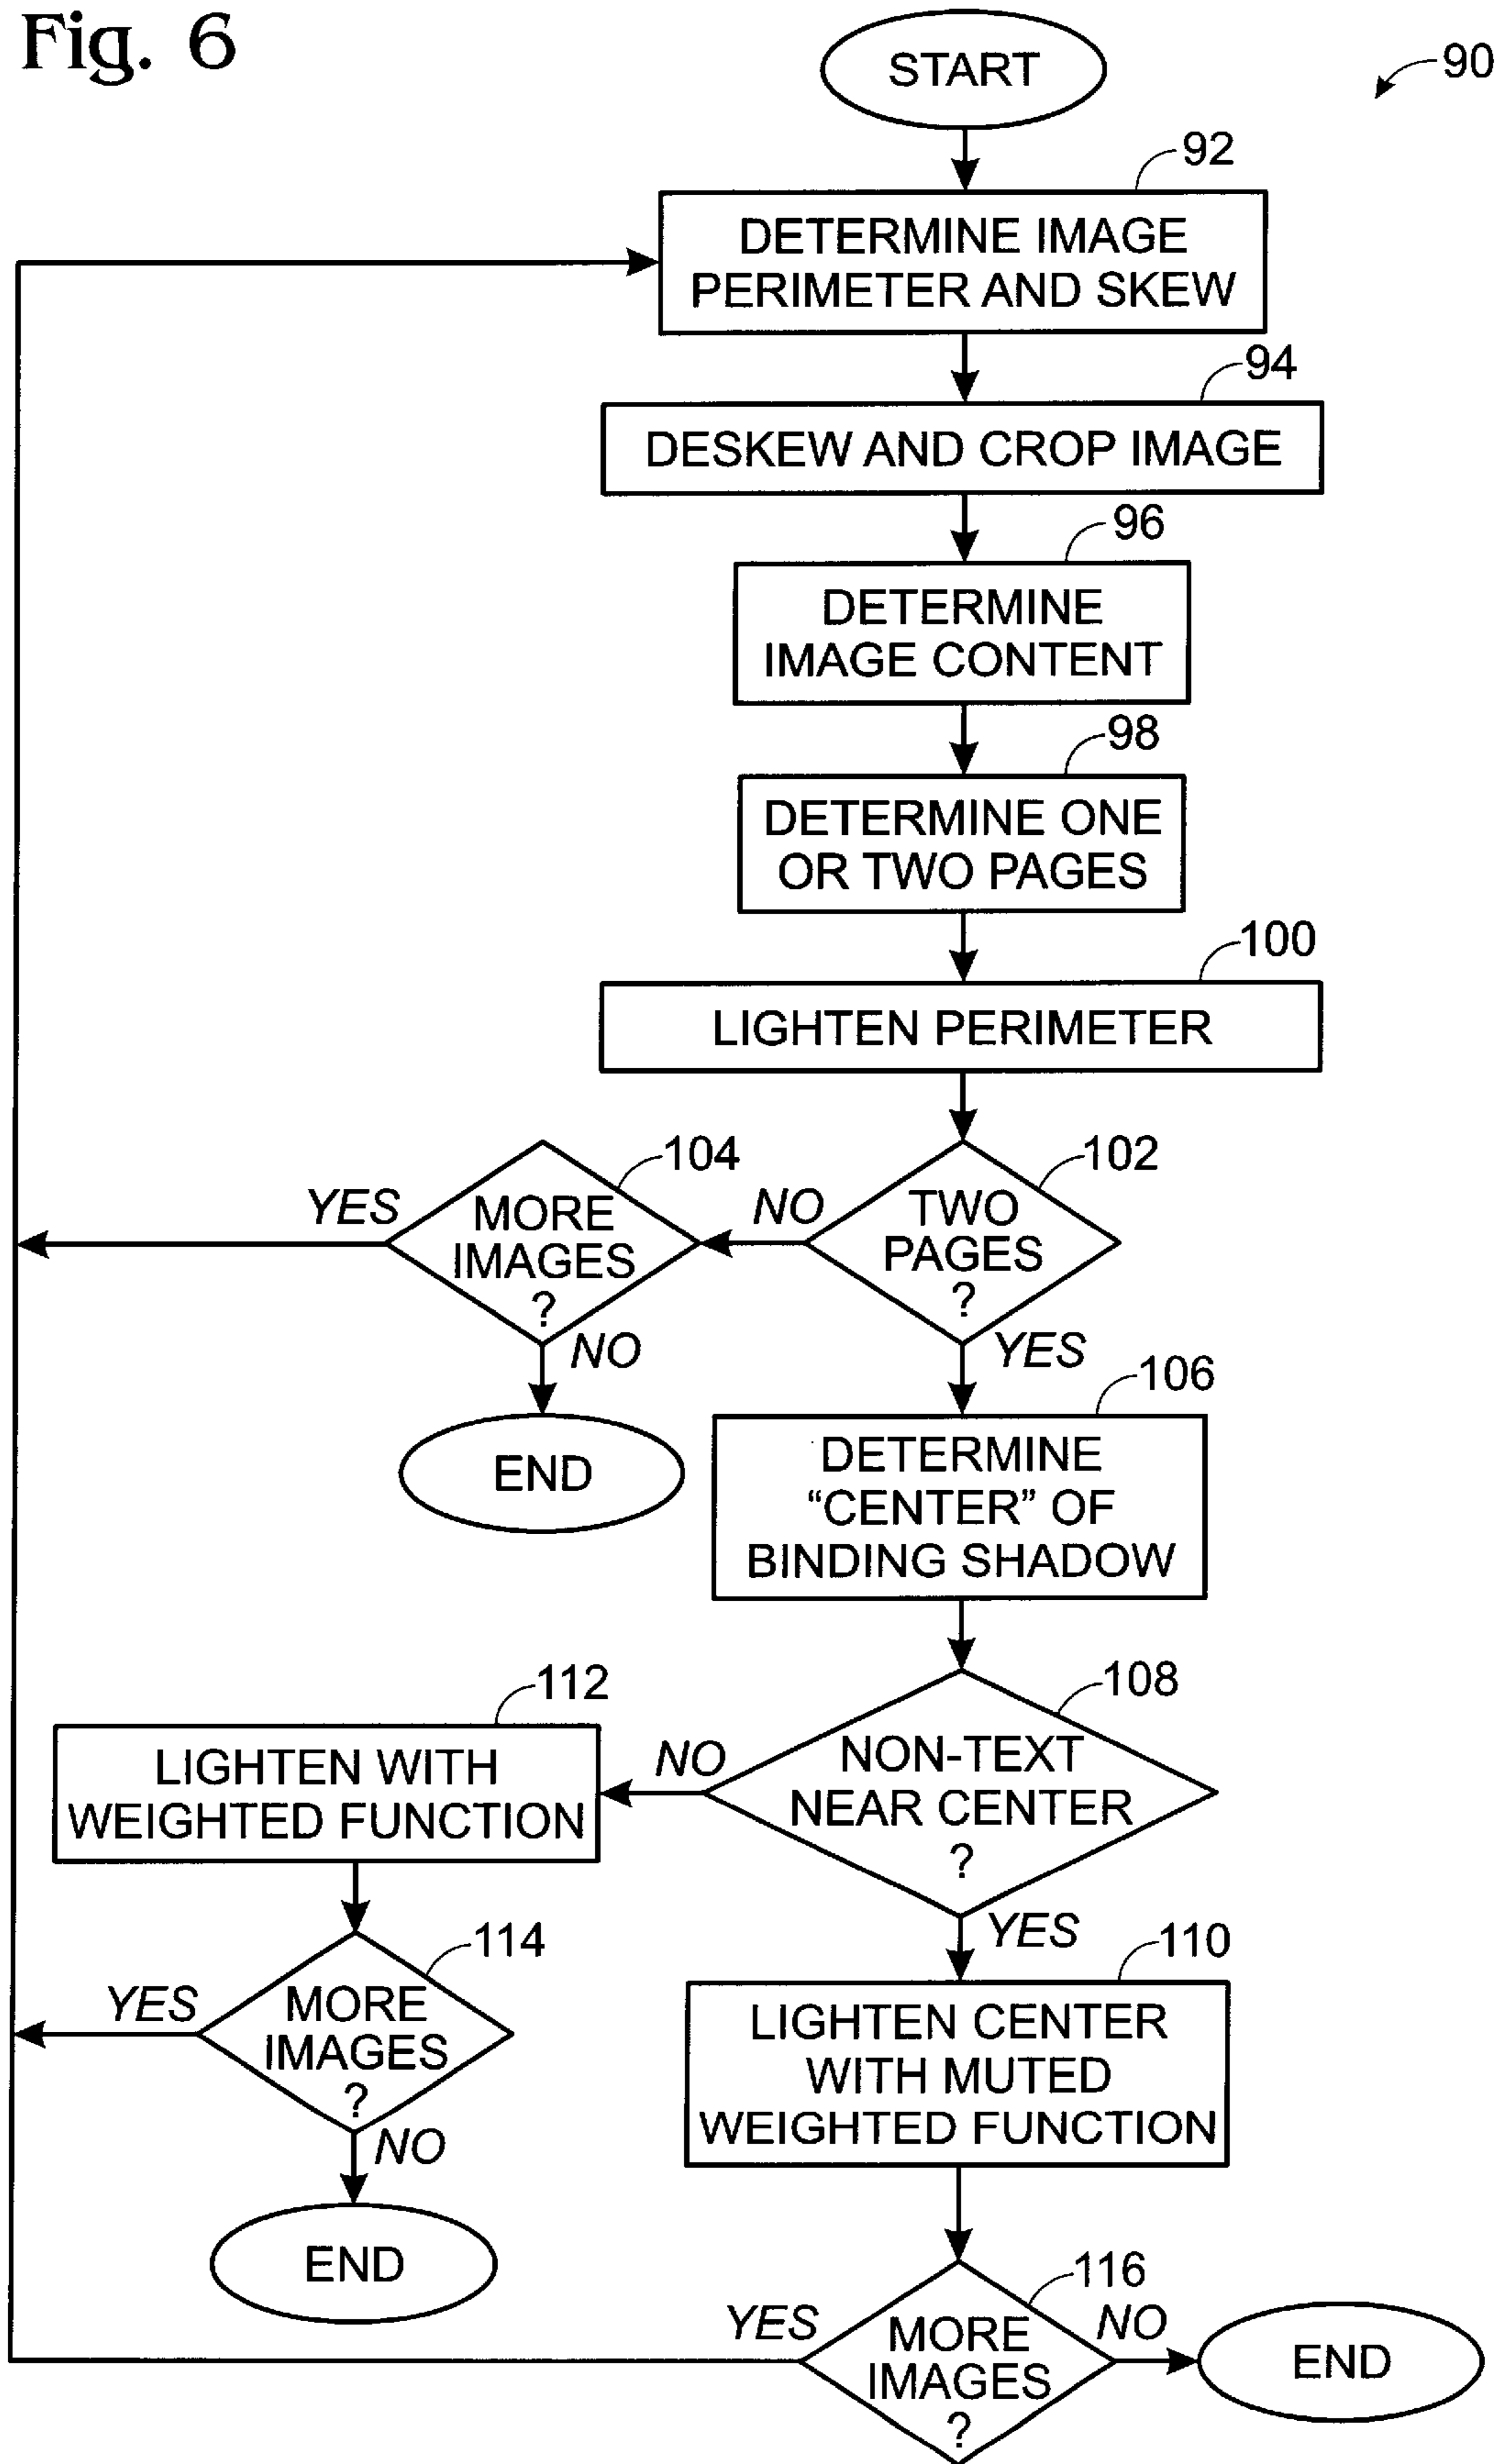 Fig. 6
START
90
92
DETERMINE IMAGE
PERIMETER AND SKEW
94
DESKEW AND CROP IMAGE
96
DETERMINE
IMAGE CONTENT
98
DETERMINE ONE
OR TWO PAGES
100
LIGHTEN PERIMETER
104
102
YES
MORE
IMAGES
?
NO
TWO
PAGES
?
NO
YES
END
106
DETERMINE
“CENTER” OF
BINDING SHADOW
112
108
LIGHTEN WITH
WEIGHTED FUNCTION
NO
NON-TEXT
NEAR CENTER
?
YES
114
110
YES
MORE
IMAGES
?
NO
LIGHTEN CENTER
WITH MUTED
WEIGHTED FUNCTION
END
116
YES
MORE
IMAGES
?
NO
END